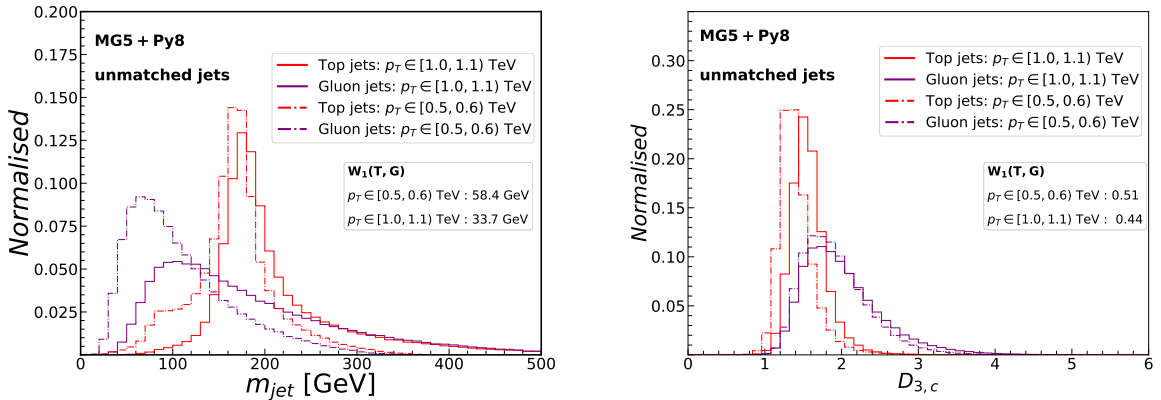 0.200
0.175
0.150
0.125
0.100
0.075
0.050
0.025
Normalised
MG5 + Py8
unmatched jets
Top jets: p_T ∈ [1.0, 1.1) TeV
Gluon jets: p_T ∈ [1.0, 1.1) TeV
Top jets: p_T ∈ [0.5, 0.6) TeV
Gluon jets: p_T ∈ [0.5, 0.6) TeV
W_1(T, G)
p_T ∈ [0.5, 0.6) TeV : 58.4 GeV
p_T ∈ [1.0, 1.1) TeV : 33.7 GeV
0 100 200 300 400 500
m_{jet} [GeV]
0.35
0.30
0.25
0.20
0.15
0.10
0.05
Normalised
MG5 + Py8
unmatched jets
Top jets: p_T ∈ [1.0, 1.1) TeV
Gluon jets: p_T ∈ [1.0, 1.1) TeV
Top jets: p_T ∈ [0.5, 0.6) TeV
Gluon jets: p_T ∈ [0.5, 0.6) TeV
W_1(T, G)
p_T ∈ [0.5, 0.6) TeV : 0.51
p_T ∈ [1.0, 1.1) TeV : 0.44
0 1 2 3 4 5 6
D_{3,c}